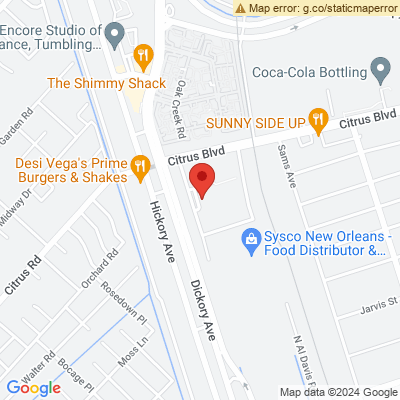 Map error: g.co/staticmaperror
Encore Studio of
ance, Tumbling...
The Shimmy Shack
Oak Creek Rd
Coca-Cola Bottling
SUNNY SIDE UP
Citrus Blvd
Citrus Blvd
Garden Rd
Desi Vega's Prime
Burgers & Shakes
Sams Ave
Midway Dr
Hickory Ave
Sysco New Orleans -
Food Distributor &...
Citrus Rd
Orchard Rd
Rosedown Pl
Dickory Ave
Jarvis St
Moss Ln
N Al Davis R
Walter Rd
Bocage Pl
Google
Map data ©2024 Google